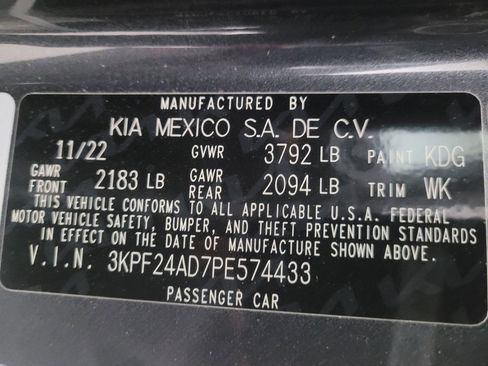 MANUFACTURED BY
KIA MEXICO S.A. DE C.V.
11/22 GVWR 3792 LB PAINT KDG
GAWR FRONT 2183 LB GAWR REAR 2094 LB TRIM WK
THIS VEHICLE CONFORMS TO ALL APPLICABLE U.S.A. FEDERAL
MOTOR VEHICLE SAFETY, BUMPER, AND THEFT PREVENTION STANDARDS
IN EFFECT ON THE DATE OF MANUFACTURE SHOWN ABOVE.
V.I.N. 3KPF24AD7PE574433
PASSENGER CAR